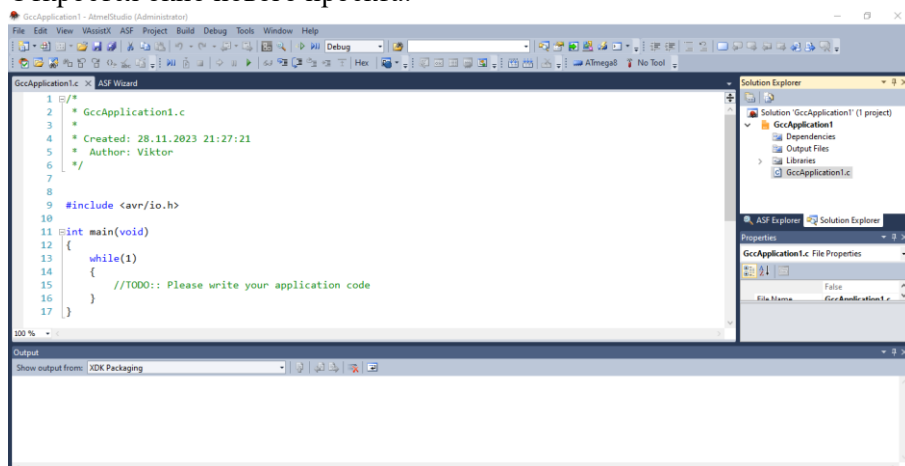 Откроется окно нового проекта:
GccApplication1 - AtmelStudio (Administrator)
File Edit View VAssistX ASF Project Build Debug Tools Window Help
Debug
Hex ATmega8 No Tool
GccApplication1.c ASF Wizard
1 /*
2 * GccApplication1.c
3 *
4 * Created: 28.11.2023 21:27:21
5 * Author: Viktor
6 */
7
8
9 #include <avr/io.h>
10
11 int main(void)
12 {
13 while(1)
14 {
15 //TODO:: Please write your application code
16 }
17 }
100 %
Solution Explorer
Solution 'GccApplication1' (1 project)
GccApplication1
Dependencies
Output Files
Libraries
GccApplication1.c
ASF Explorer Solution Explorer
Properties
GccApplication1.c File Properties
False
File Name GccApplication1.c
Output
Show output from: XDK Packaging